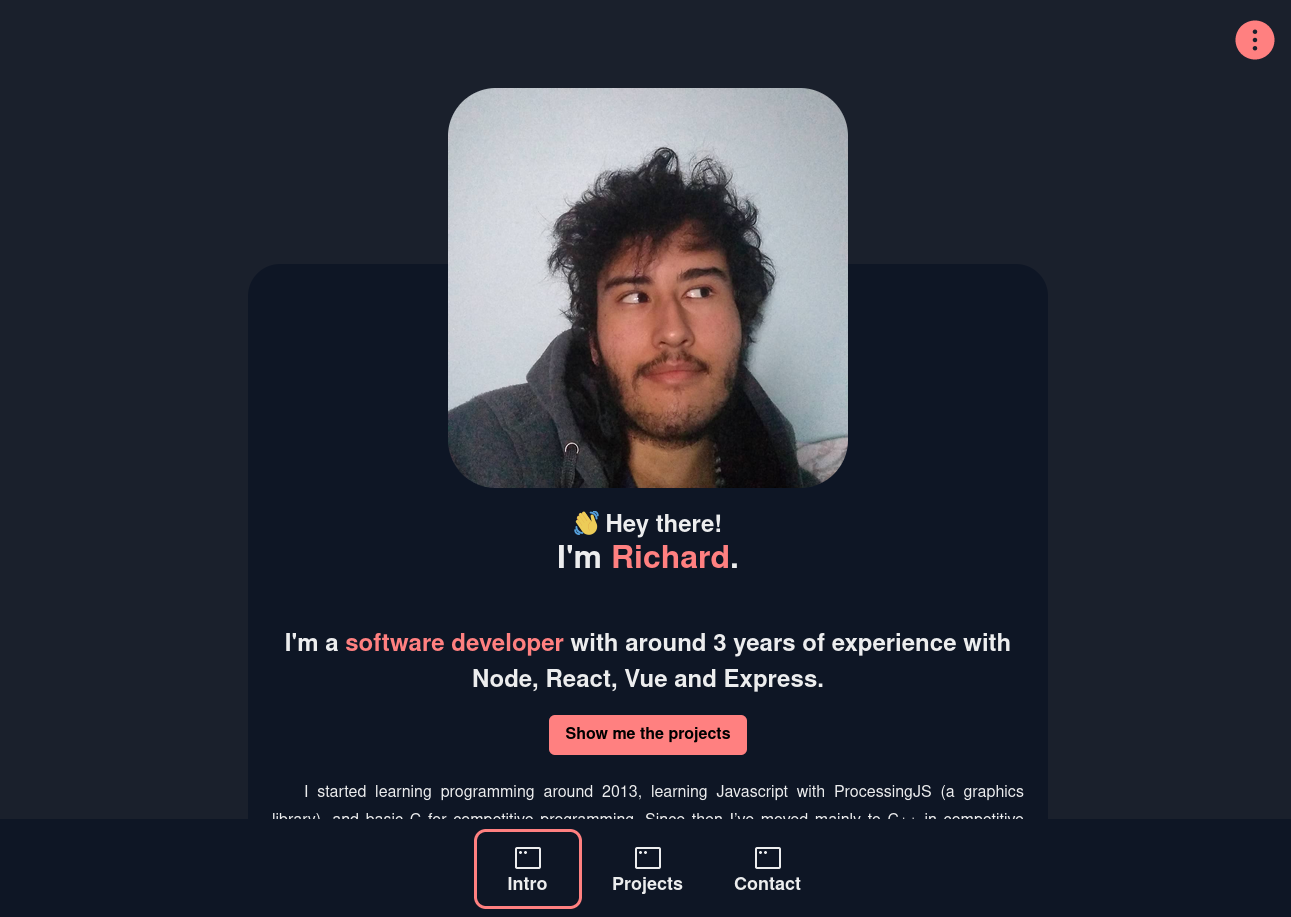 👋 Hey there!
I'm Richard.
I'm a software developer with around 3 years of experience with
Node, React, Vue and Express.
Show me the projects
I started learning programming around 2013, learning Javascript with ProcessingJS (a graphics
library), and basic C for competitive programming. Since then I've moved mainly to C++ in competitive
Intro
Projects
Contact